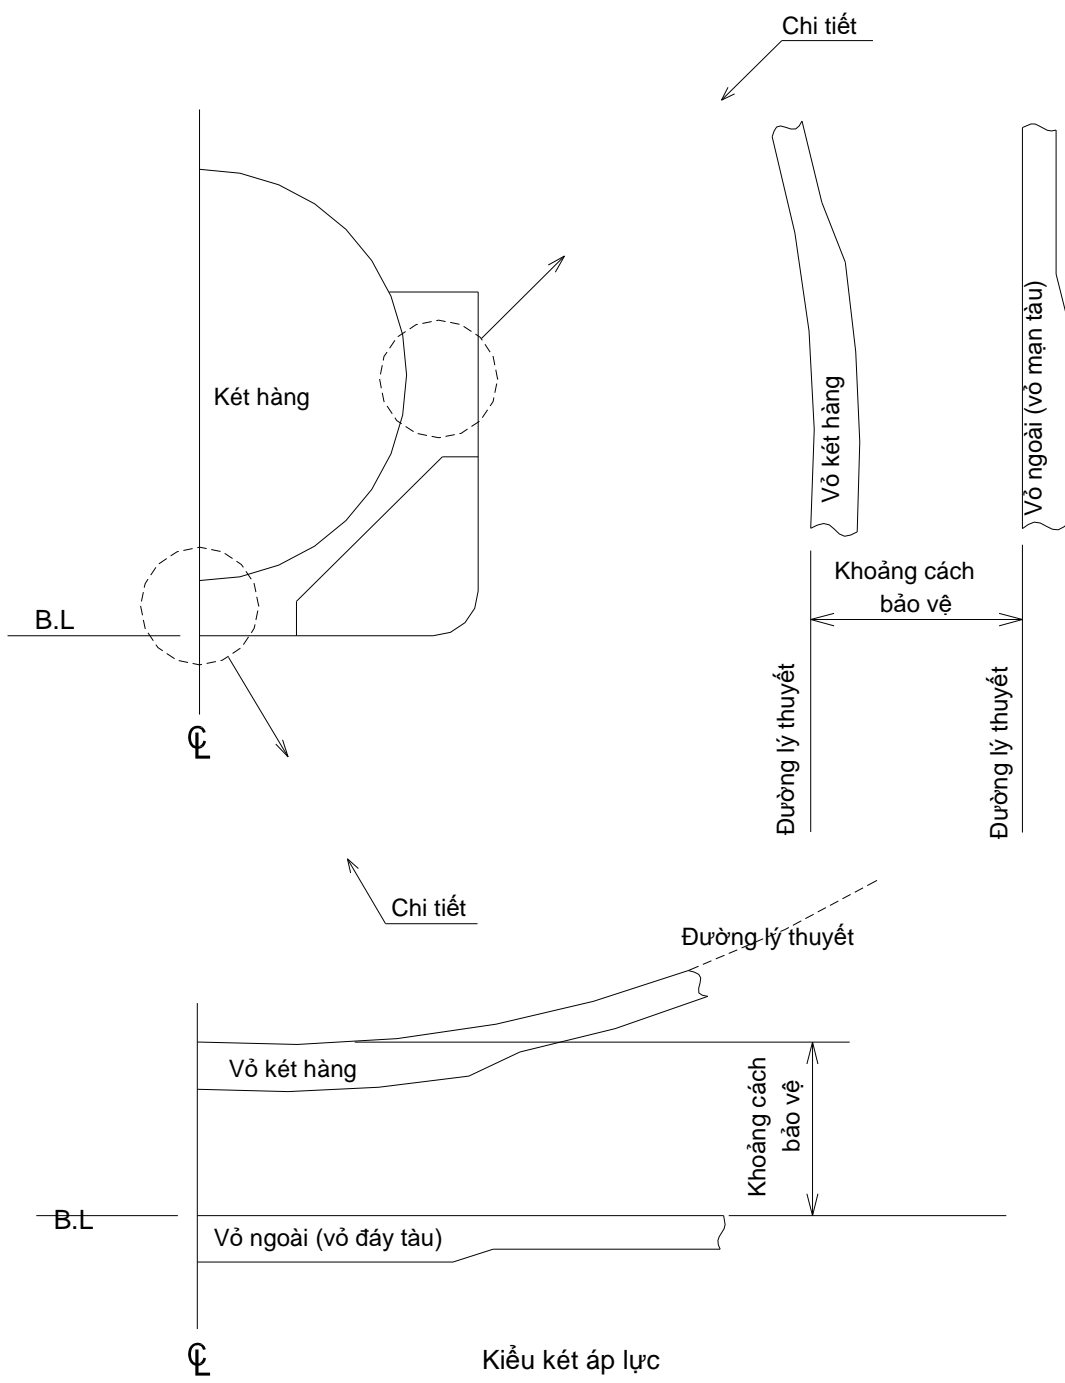 Chi tiết
Két hàng
B.L
℄
Vỏ két hàng
Vỏ ngoài (vỏ mạn tàu)
Khoảng cách
bảo vệ
Đường lý thuyết
Đường lý thuyết
Chi tiết
Đường lý thuyết
Vỏ két hàng
Khoảng cách
bảo vệ
B.L
Vỏ ngoài (vỏ đáy tàu)
℄
Kiểu két áp lực